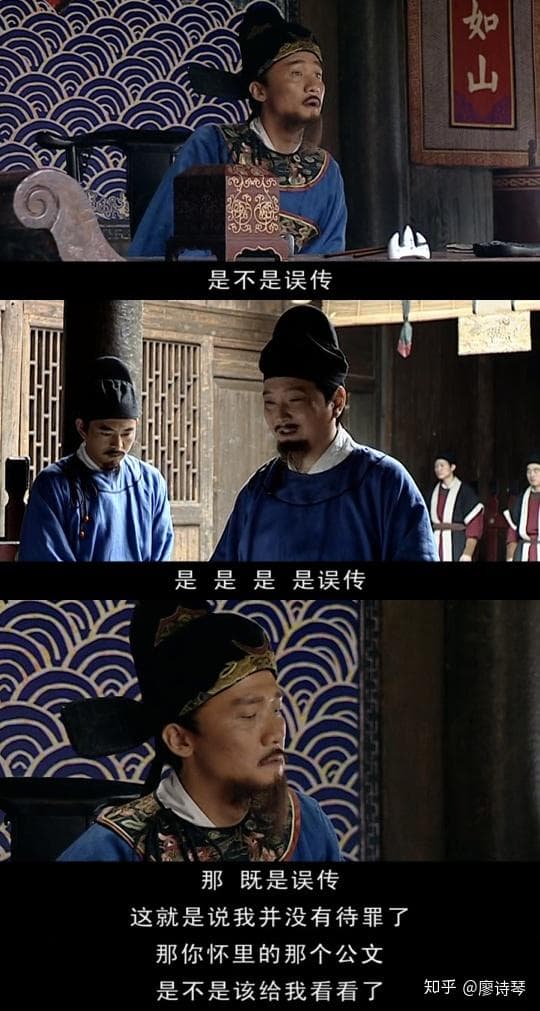 如山
是不是误传
是 是 是 是误传
那 既是误传
这就是说我并没有待罪了
那你怀里的那个公文
是不是该给我看看了
知乎 @廖诗琴